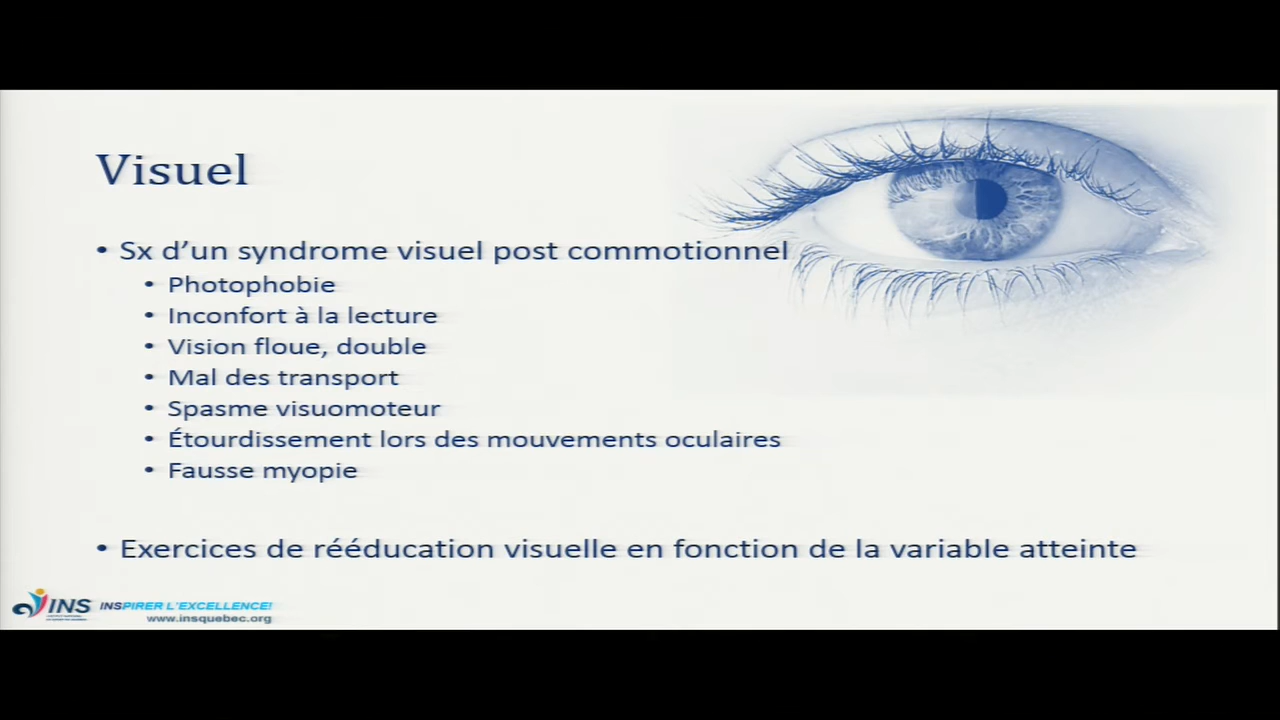 Visuel
• Sx d’un syndrome visuel post commotionnel
• Photophobie
• Inconfort à la lecture
• Vision floue, double
• Mal des transport
• Spasme visuomoteur
• Étourdissement lors des mouvements oculaires
• Fausse myopie
• Exercices de rééducation visuelle en fonction de la variable atteinte
INS INSPIRER L'EXCELLENCE!
www.insquebec.org